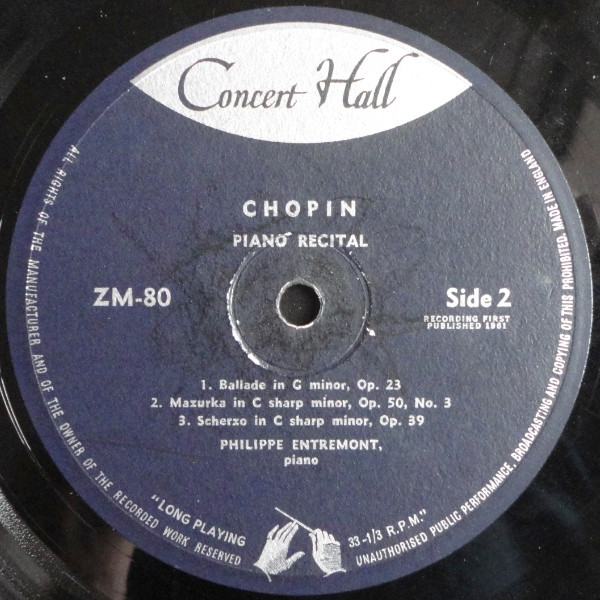 Concert Hall
CHOPIN
PIANO RECITAL
ZM-80
Side 2
RECORDING FIRST
PUBLISHED 1961
1. Ballade in G minor, Op. 23
2. Mazurka in C sharp minor, Op. 50, No. 3
3. Scherzo in C sharp minor, Op. 39
PHILIPPE ENTREMONT,
piano
"LONG PLAYING
33-1/3 R.P.M."
ALL RIGHTS OF THE MANUFACTURER AND OF THE OWNER OF THE RECORDED WORK RESERVED
UNAUTHORISED PUBLIC PERFORMANCE, BROADCASTING AND COPYING OF THIS PROHIBITED. MADE IN ENGLAND